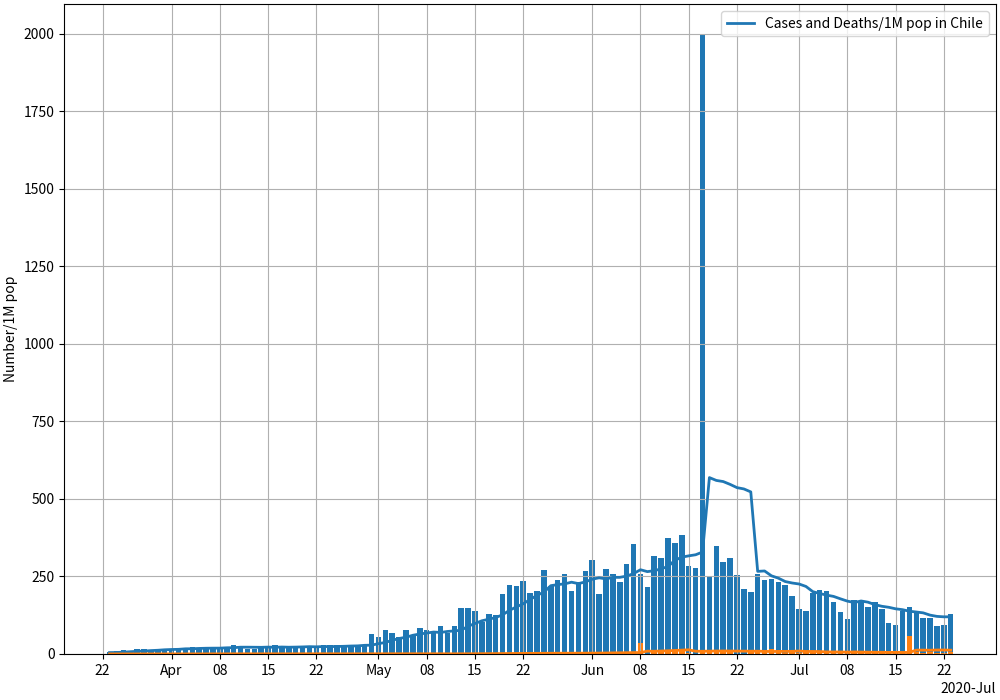 Cases and Deaths/1M pop in Chile
2000
1750
1500
1250
1000
750
500
250
0
Number/1M pop
22 Apr 08 15 22 May 08 15 22 Jun 08 15 22 Jul 08 15 22
2020-Jul